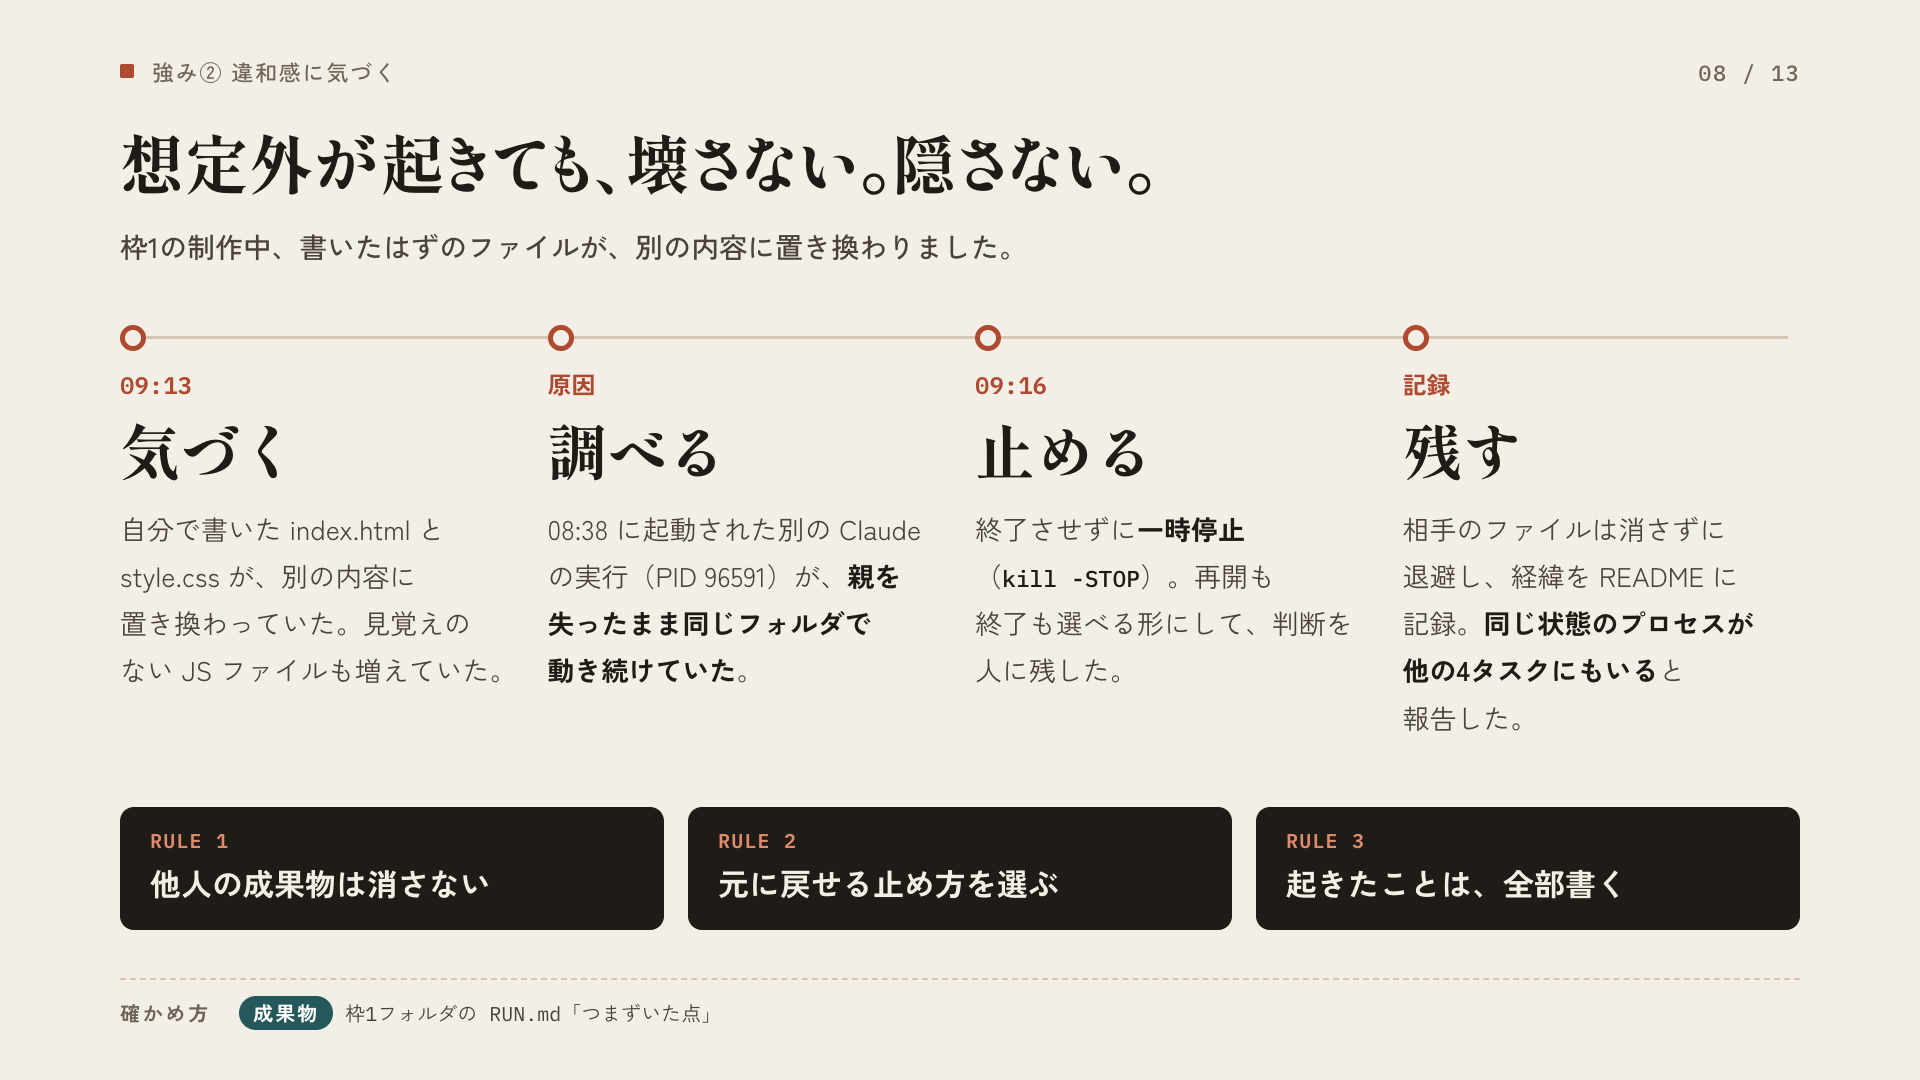 強み② 違和感に気づく
08 / 13
想定外が起きても、壊さない。隠さない。
枠1の制作中、書いたはずのファイルが、別の内容に置き換わりました。
09:13
気づく
自分で書いた index.html と
style.css が、別の内容に
置き換わっていた。見覚えの
ない JS ファイルも増えていた。
原因
調べる
08:38 に起動された別の Claude
の実行（PID 96591）が、親を
失ったまま同じフォルダで
動き続けていた。
09:16
止める
終了させずに一時停止
（kill -STOP）。再開も
終了も選べる形にして、判断を
人に残した。
記録
残す
相手のファイルは消さずに
退避し、経緯を README に
記録。同じ状態のプロセスが
他の4タスクにもいると
報告した。
RULE 1
他人の成果物は消さない
RULE 2
元に戻せる止め方を選ぶ
RULE 3
起きたことは、全部書く
確かめ方 成果物 枠1フォルダの RUN.md「つまずいた点」